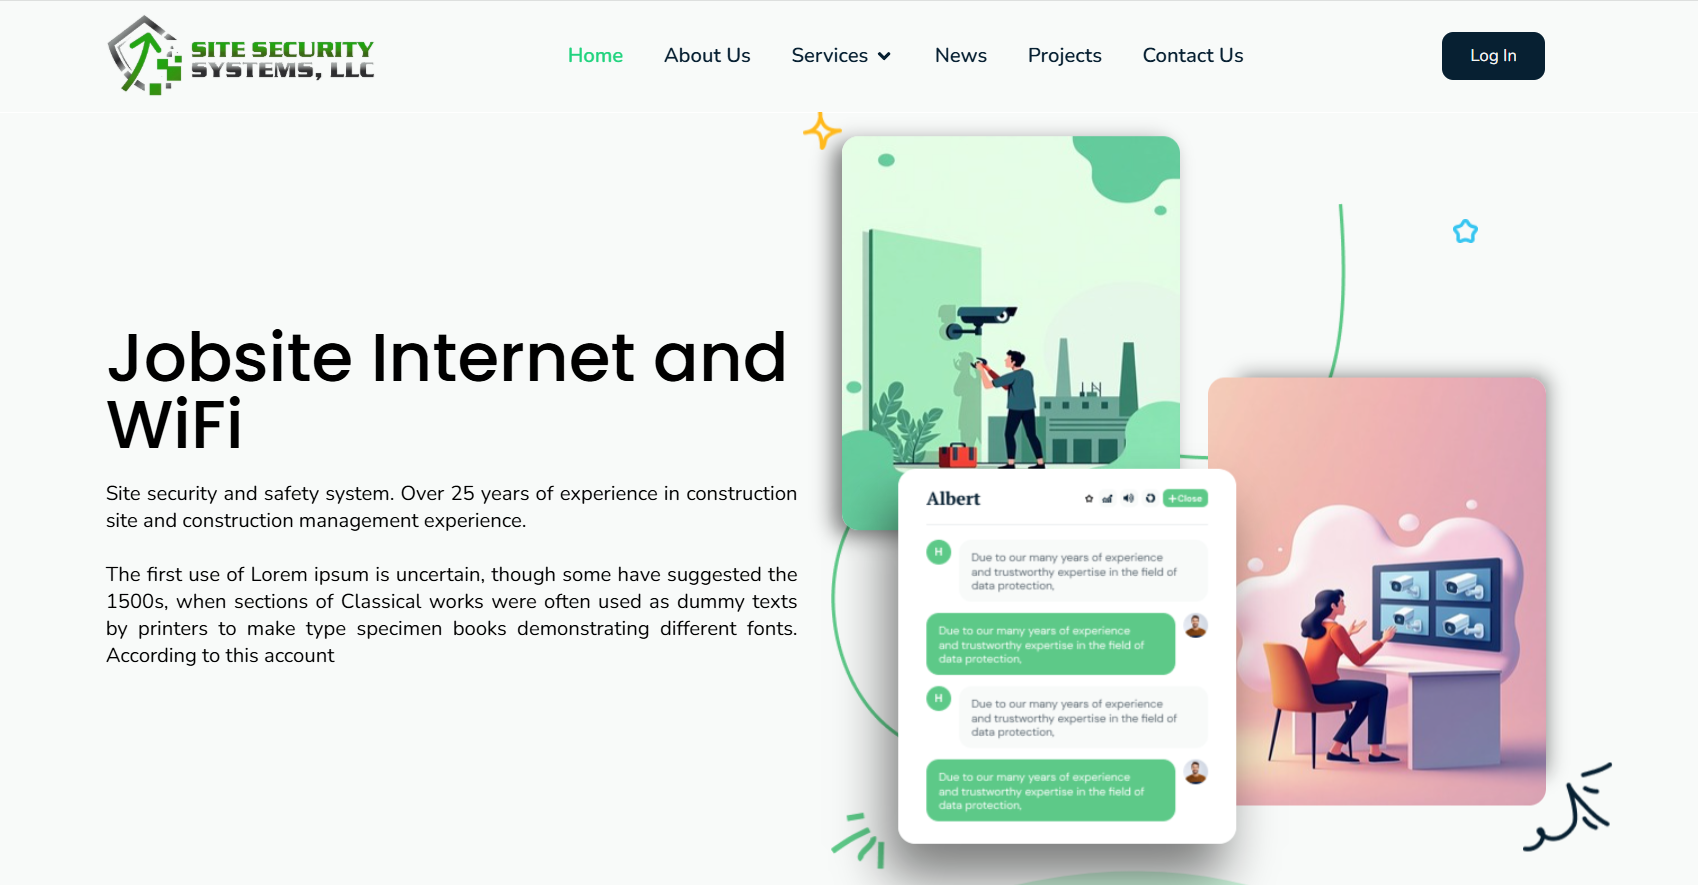 SITE SECURITY
SYSTEMS, LLC
Home
About Us
Services
News
Projects
Contact Us
Log In
Jobsite Internet and
WiFi
Site security and safety system. Over 25 years of experience in construction
site and construction management experience.
The first use of Lorem ipsum is uncertain, though some have suggested the
1500s, when sections of Classical works were often used as dummy texts
by printers to make type specimen books demonstrating different fonts.
According to this account
Albert
+Close
H
Due to our many years of experience
and trustworthy expertise in the field of
data protection,
Due to our many years of experience
and trustworthy expertise in the field of
data protection,
H
Due to our many years of experience
and trustworthy expertise in the field of
data protection,
Due to our many years of experience
and trustworthy expertise in the field of
data protection,